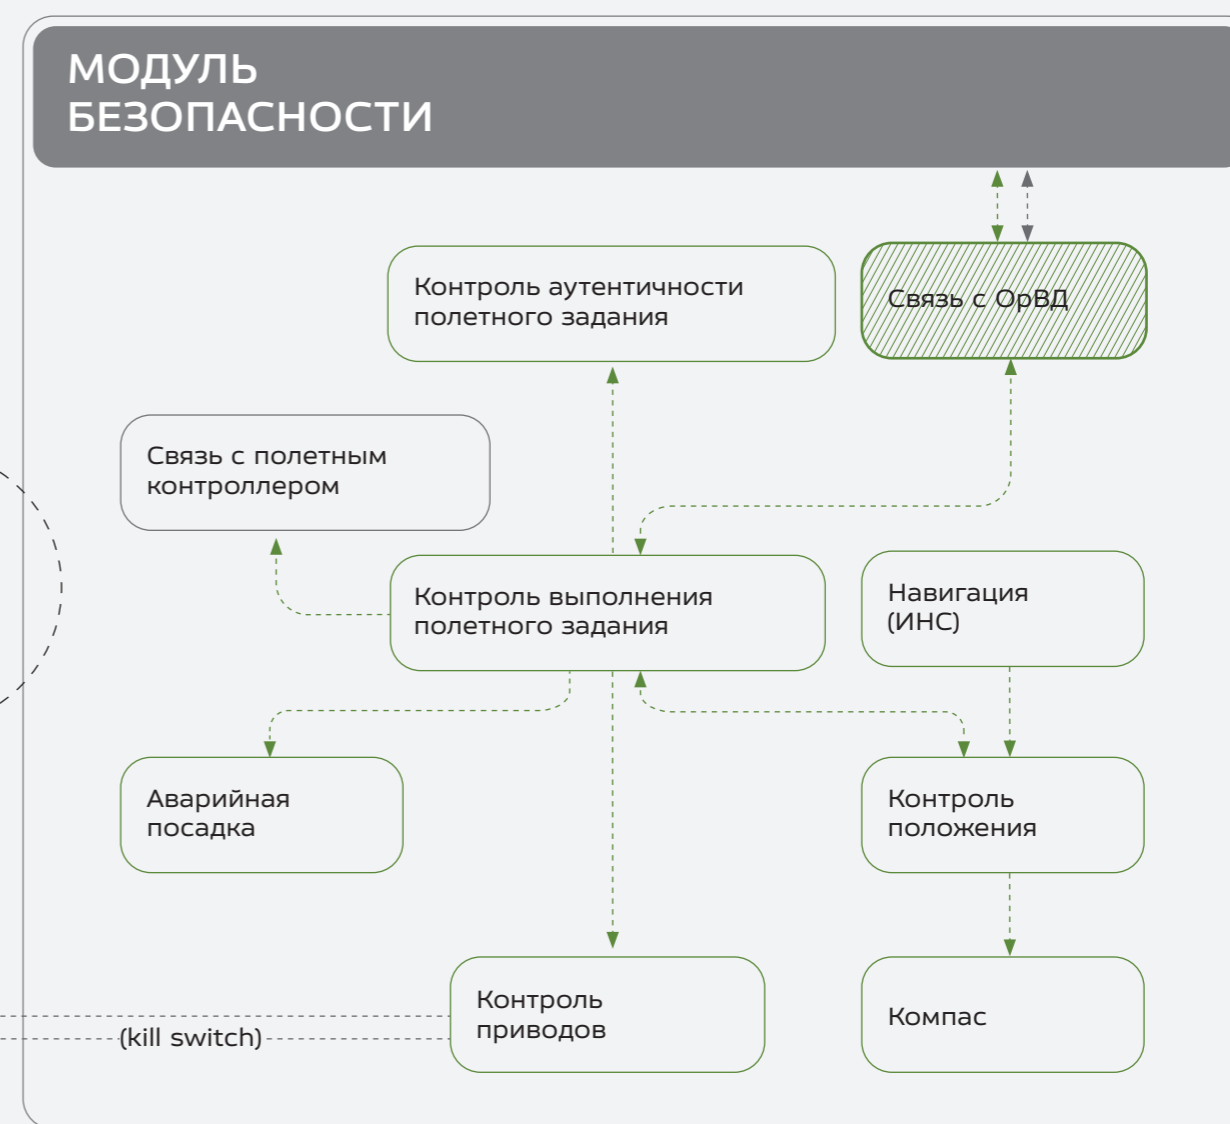 МОДУЛЬ
БЕЗОПАСНОСТИ
Контроль аутентичности
полетного задания
Связь с ОрВД
Связь с полетным
контроллером
Контроль выполнения
полетного задания
Навигация
(ИНС)
Аварийная
посадка
Контроль
положения
Контроль
приводов
Компас
(kill switch)